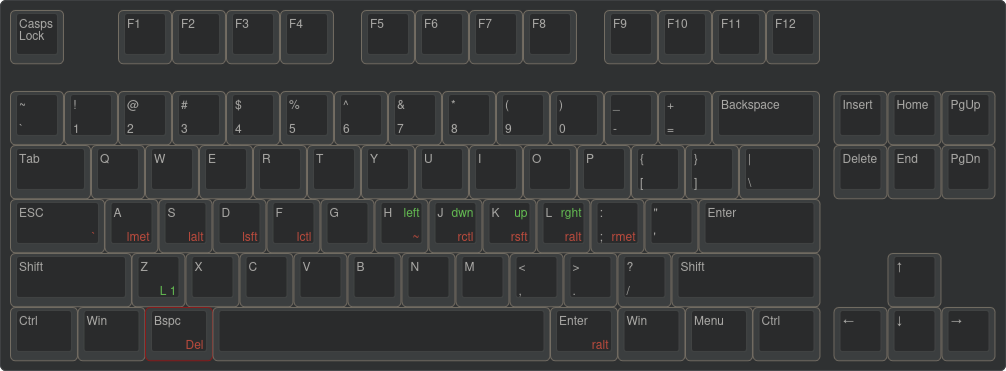 Casps
Lock
F1 F2 F3 F4 F5 F6 F7 F8 F9 F10 F11 F12
~ ! @ # $ % ^ & * ( ) _ + Backspace Insert Home PgUp
` 1 2 3 4 5 6 7 8 9 0 - =
Tab Q W E R T Y U I O P { } | Delete End PgDn
[ ] \
ESC A S D F G H left J dwn K up L rght : " Enter
` lmet lalt lsft lctl ~ rctl rsft ralt ; rmet '
Shift Z X C V B N M < > ? Shift ↑
L 1 , . /
Ctrl Win Bspc Enter Win Menu Ctrl ← ↓ →
Del ralt